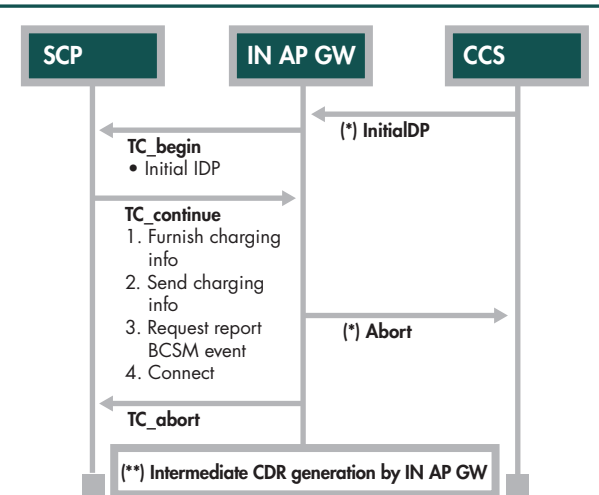 SCP
IN AP GW
CCS
(*) InitialDP
TC_begin
• Initial IDP
TC_continue
1. Furnish charging
info
2. Send charging
info
3. Request report
BCSM event
4. Connect
(*) Abort
TC_abort
(**) Intermediate CDR generation by IN AP GW